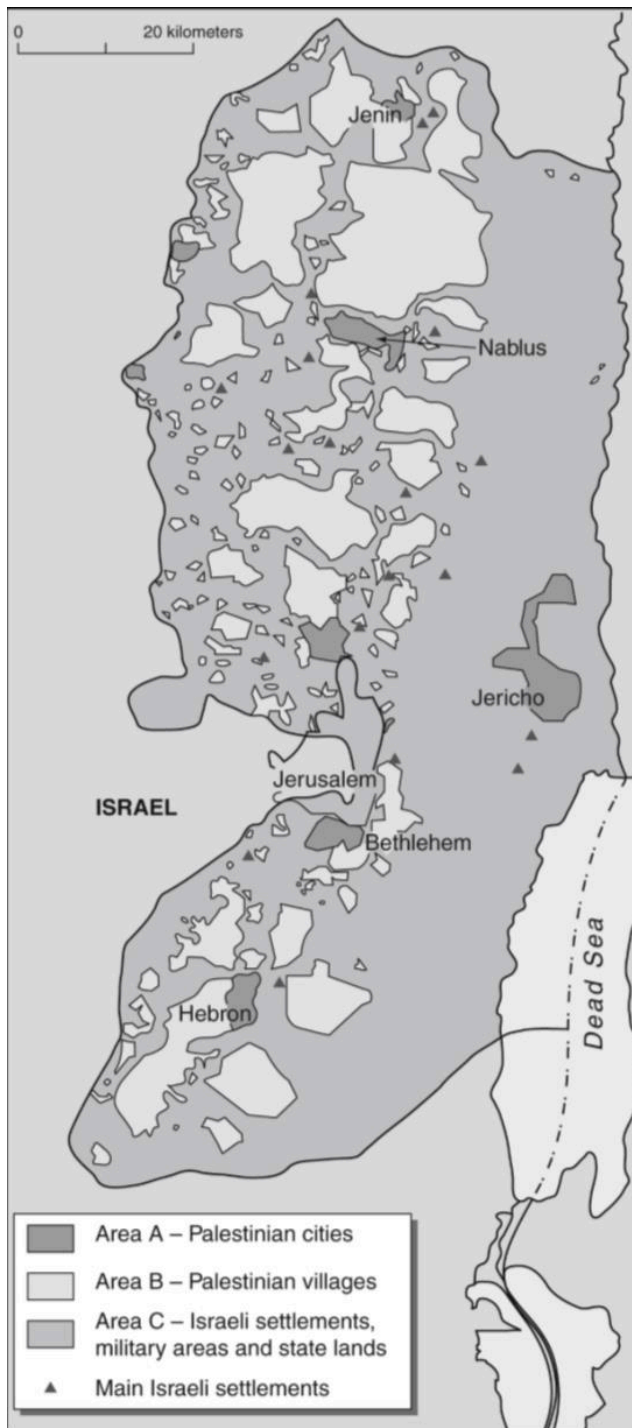 0 20 kilometers
Jenin
Nablus
Jericho
Jerusalem
ISRAEL
Bethlehem
Dead Sea
Hebron
Area A – Palestinian cities
Area B – Palestinian villages
Area C – Israeli settlements,
military areas and state lands
Main Israeli settlements